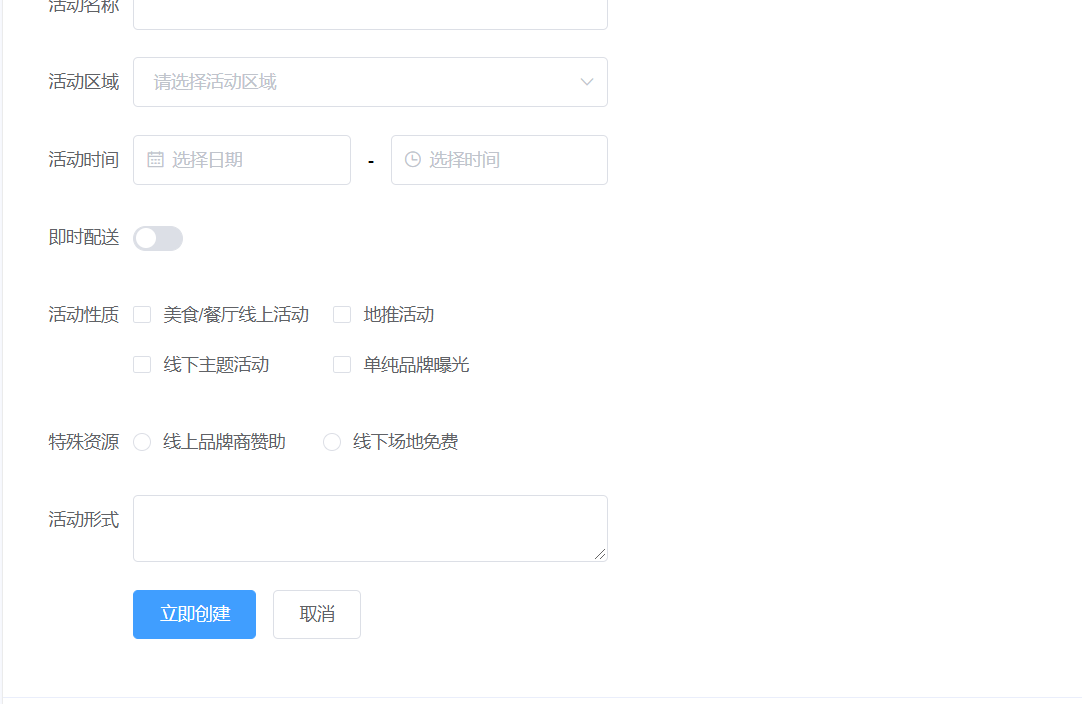 活动名称
活动区域 请选择活动区域
活动时间 选择日期 - 选择时间
即时配送
活动性质 美食/餐厅线上活动 地推活动
线下主题活动 单纯品牌曝光
特殊资源 线上品牌商赞助 线下场地免费
活动形式
立即创建 取消